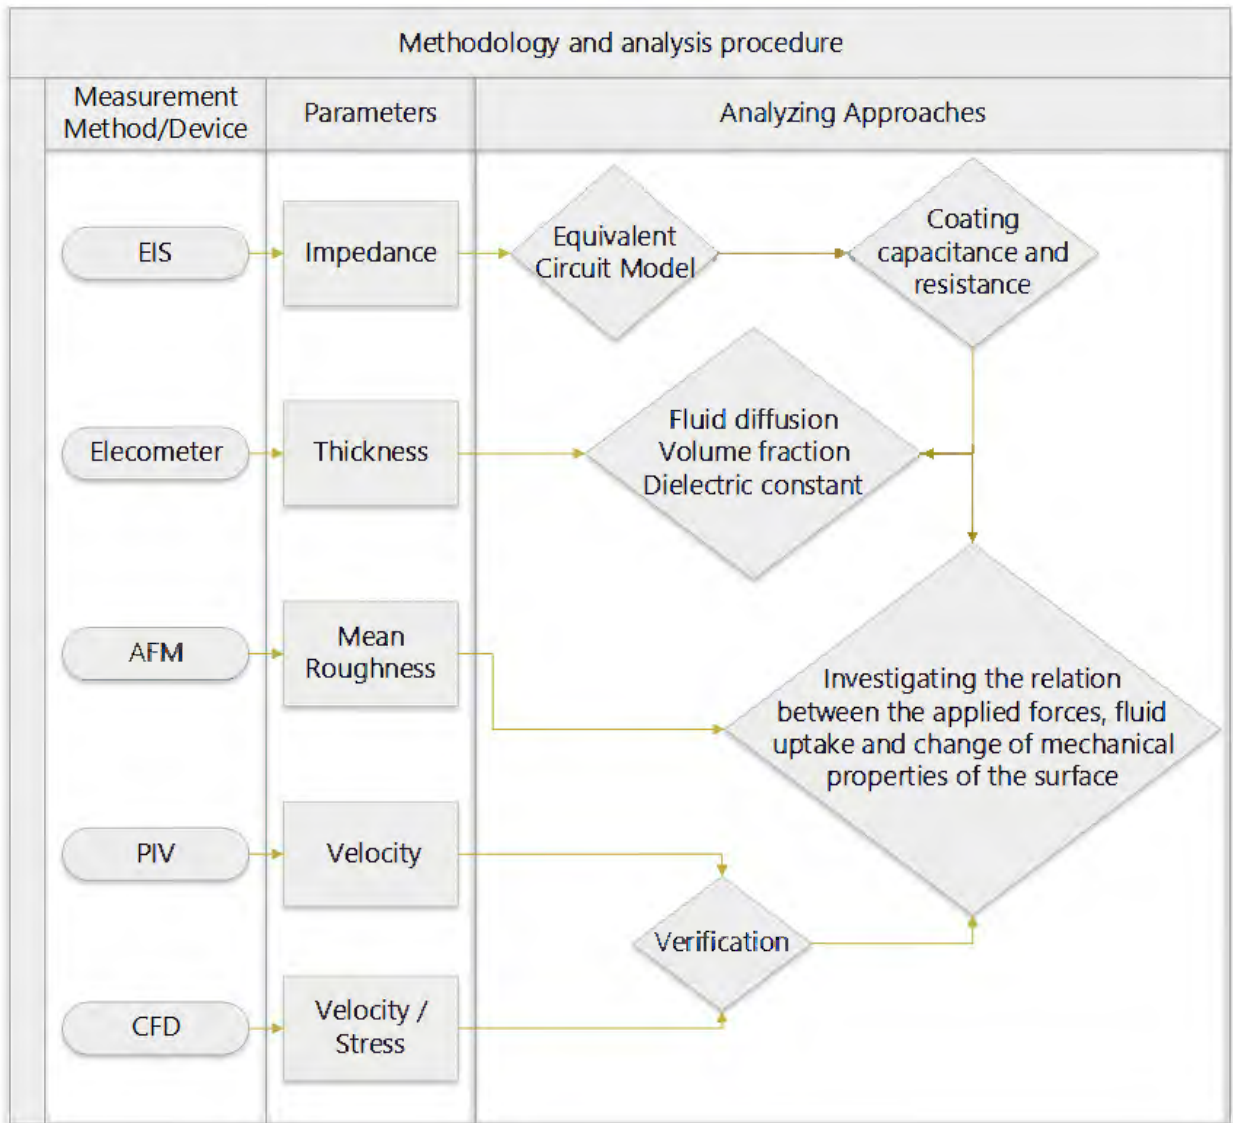 Methodology and analysis procedure
Measurement
Method/Device
Parameters
Analyzing Approaches
EIS
Impedance
Equivalent
Circuit Model
Coating
capacitance and
resistance
Elecometer
Thickness
Fluid diffusion
Volume fraction
Dielectric constant
AFM
Mean
Roughness
Investigating the relation
between the applied forces, fluid
uptake and change of mechanical
properties of the surface
PIV
Velocity
Verification
CFD
Velocity /
Stress